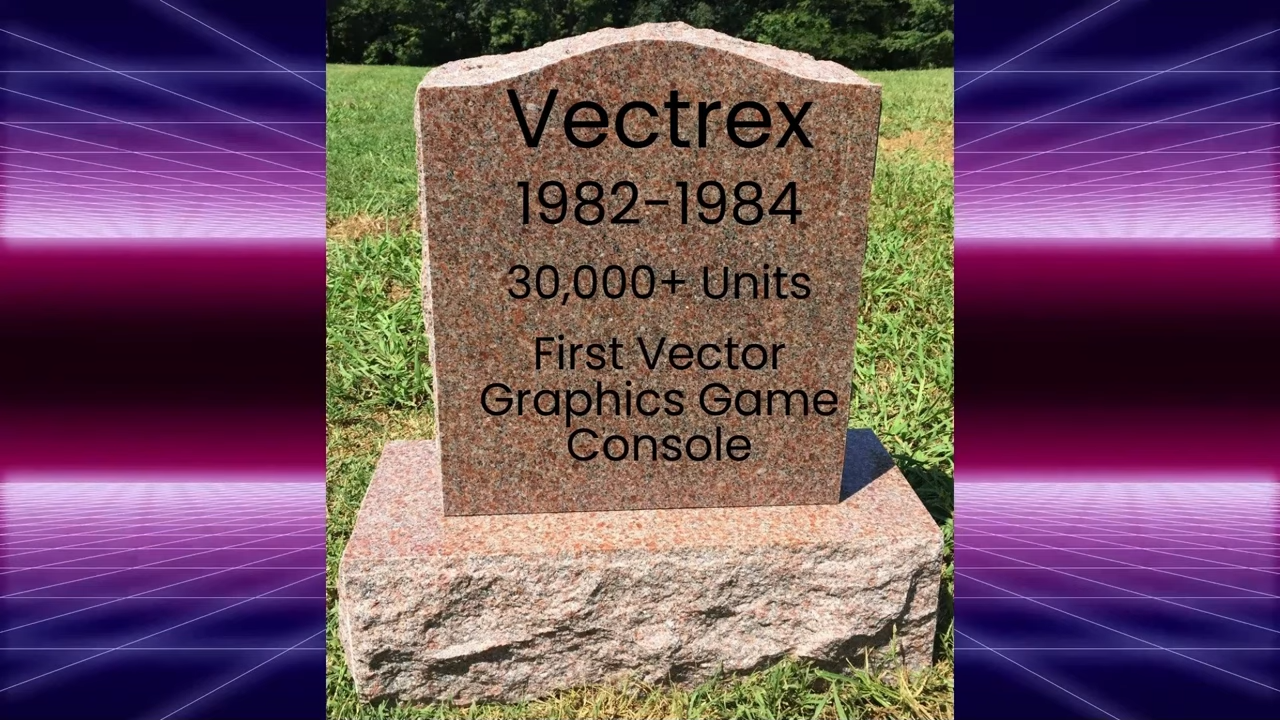 Vectrex
1982-1984
30,000+ Units
First Vector
Graphics Game
Console